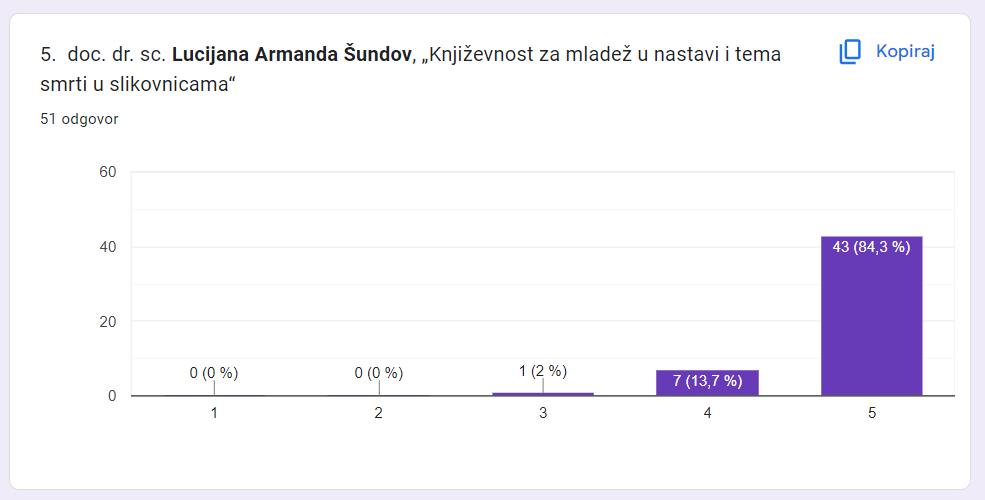 5. doc. dr. sc. Lucijana Armanda Šundov, „Književnost za mladež u nastavi i tema
smrti u slikovnicama“
Kopiraj
51 odgovor
60
40
20
0
0 (0 %)
0 (0 %)
1 (2 %)
7 (13,7 %)
43 (84,3 %)
1
2
3
4
5